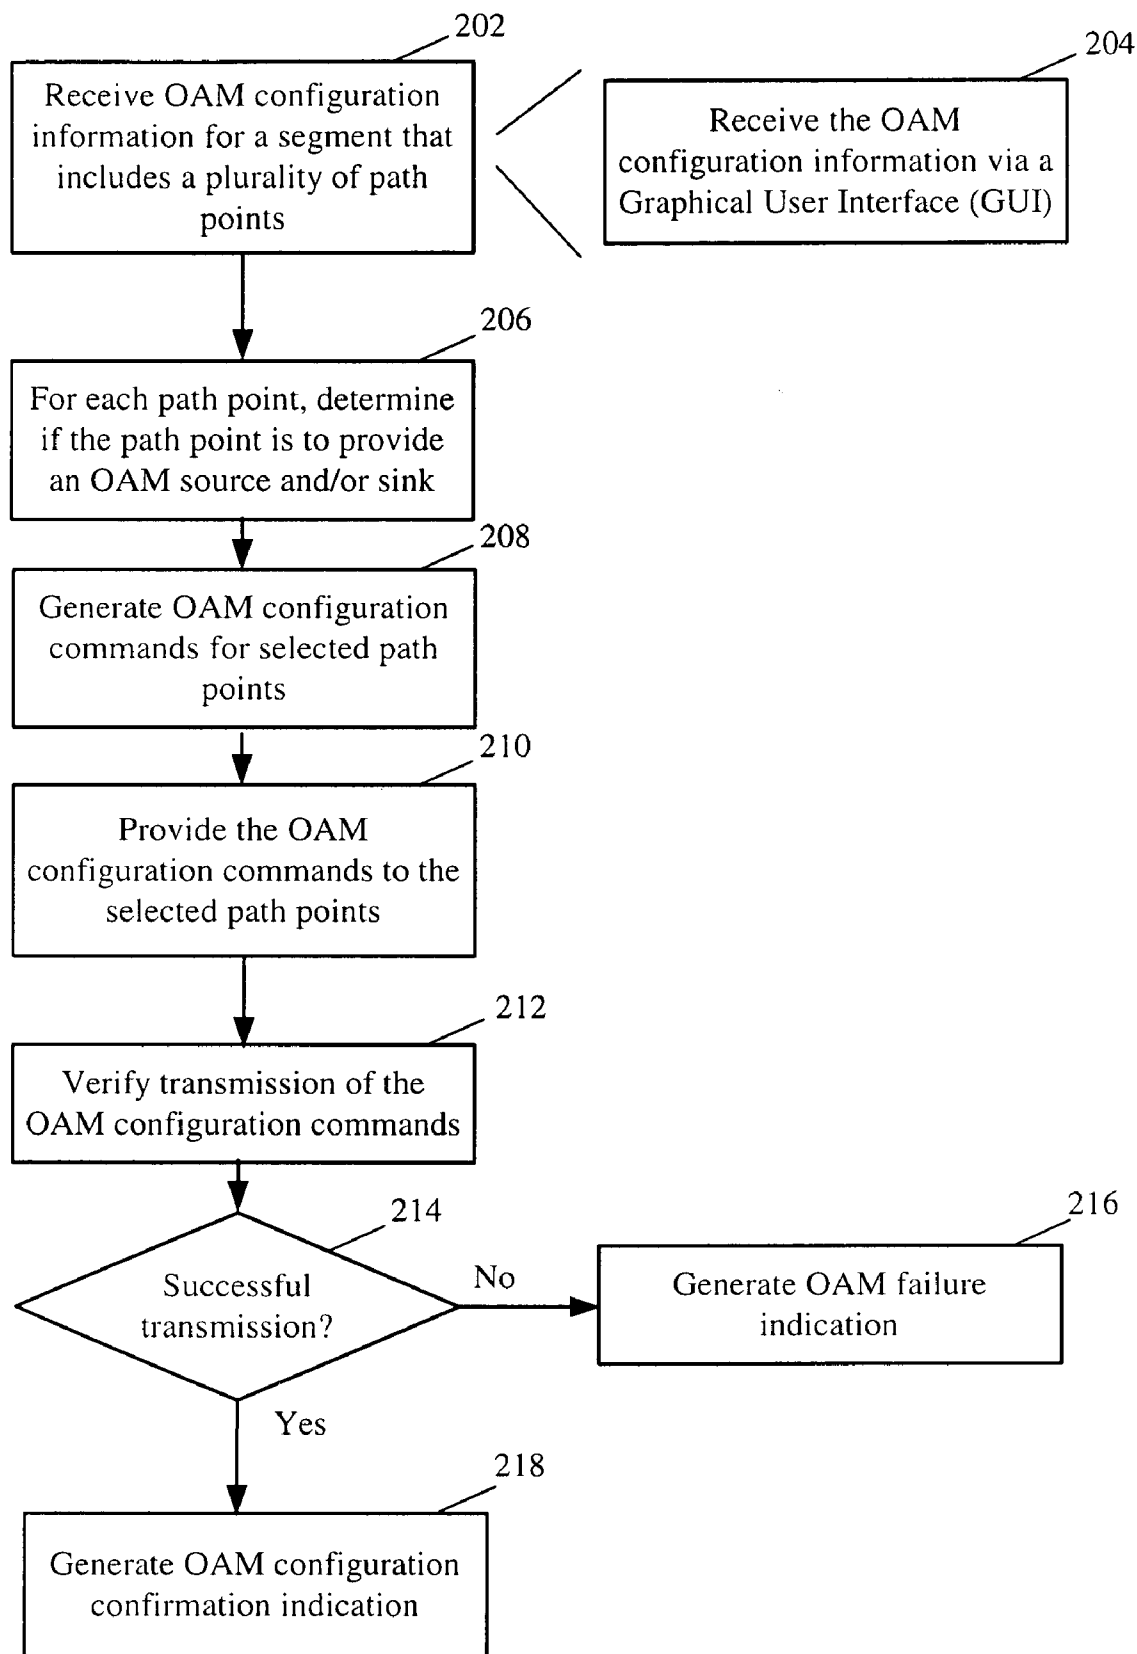 202
Receive OAM configuration
information for a segment that
includes a plurality of path
points
204
Receive the OAM
configuration information via a
Graphical User Interface (GUI)
206
For each path point, determine
if the path point is to provide
an OAM source and/or sink
208
Generate OAM configuration
commands for selected path
points
210
Provide the OAM
configuration commands to the
selected path points
212
Verify transmission of the
OAM configuration commands
214
Successful
transmission?
No
216
Generate OAM failure
indication
Yes
218
Generate OAM configuration
confirmation indication